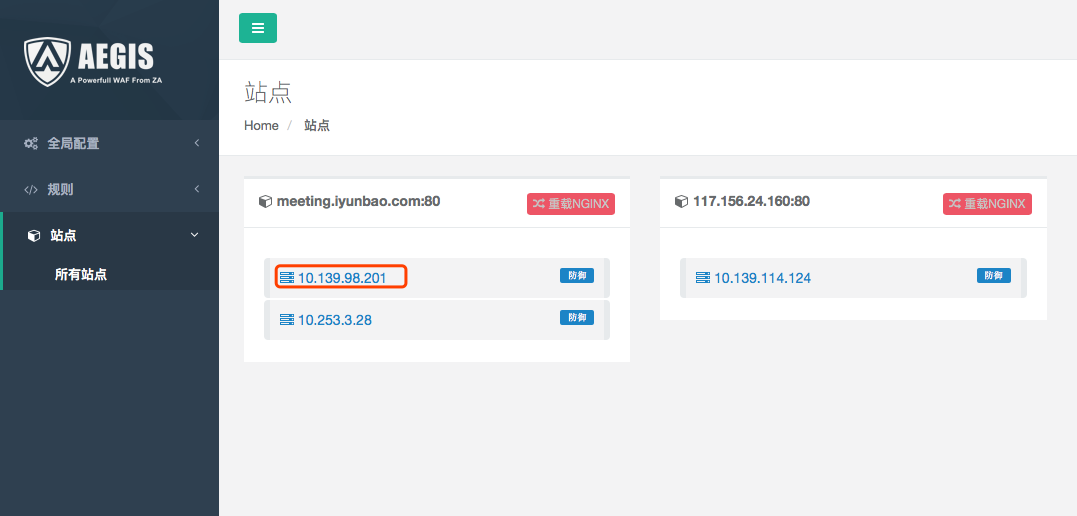 AEGIS
A Powerfull WAF From ZA
全局配置
规则
站点
所有站点
站点
Home / 站点
meeting.iyunbao.com:80
重载NGINX
10.139.98.201
防御
10.253.3.28
防御
117.156.24.160:80
重载NGINX
10.139.114.124
防御